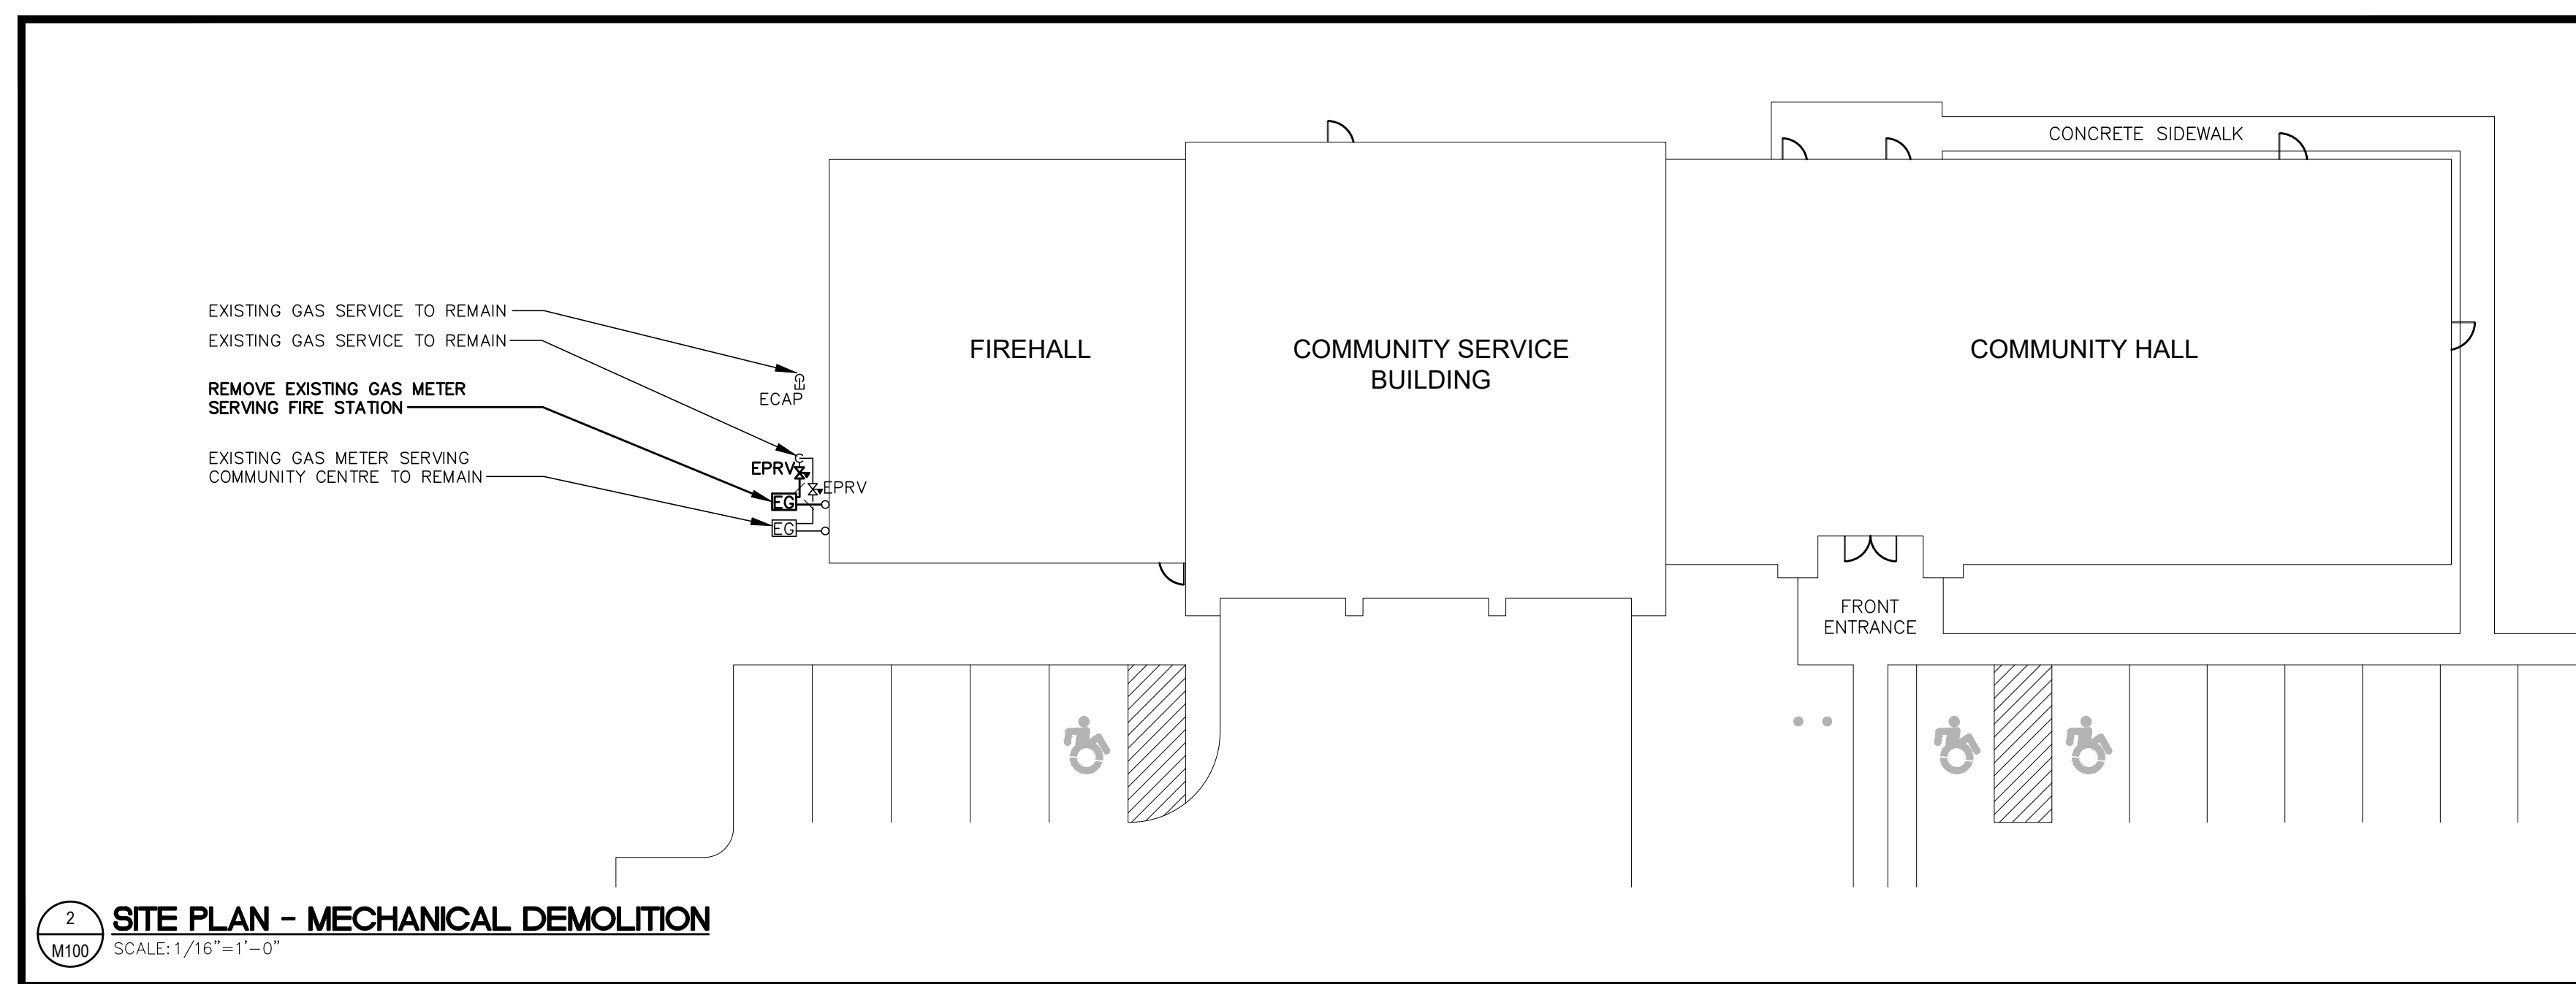 CONCRETE SIDEWALK
EXISTING GAS SERVICE TO REMAIN
EXISTING GAS SERVICE TO REMAIN
REMOVE EXISTING GAS METER
SERVING FIRE STATION
EXISTING GAS METER SERVING
COMMUNITY CENTRE TO REMAIN
ECAP
EPRV
EPRV
EG
EG
FIREHALL
COMMUNITY SERVICE
BUILDING
COMMUNITY HALL
FRONT
ENTRANCE
2
M100
SITE PLAN - MECHANICAL DEMOLITION
SCALE: 1/16"=1'-0"